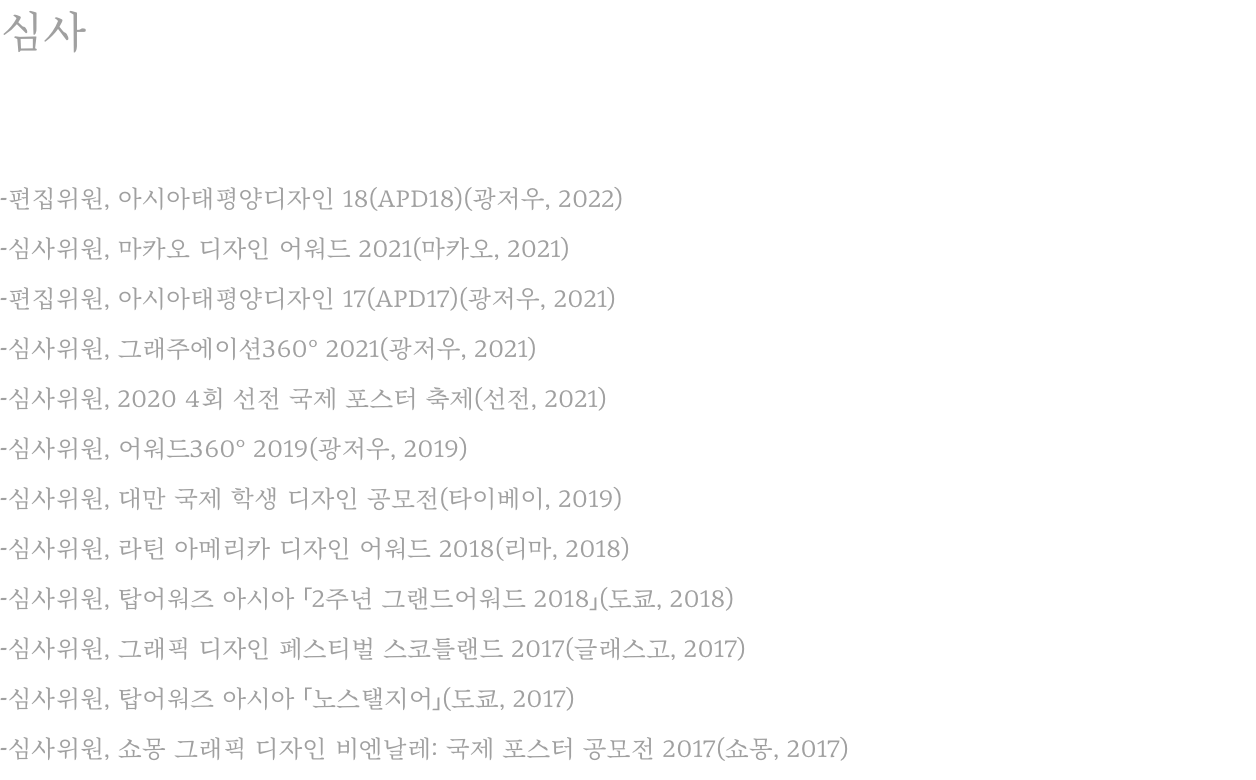 심사
-편집위원, 아시아태평양디자인 18(APD18)(광저우, 2022)
-심사위원, 마카오 디자인 어워드 2021(마카오, 2021)
-편집위원, 아시아태평양디자인 17(APD17)(광저우, 2021)
-심사위원, 그래주에이션360° 2021(광저우, 2021)
-심사위원, 2020 4회 선전 국제 포스터 축제(선전, 2021)
-심사위원, 어워드360° 2019(광저우, 2019)
-심사위원, 대만 국제 학생 디자인 공모전(타이베이, 2019)
-심사위원, 라틴 아메리카 디자인 어워드 2018(리마, 2018)
-심사위원, 탑어워즈 아시아 「2주년 그랜드어워드 2018」(도쿄, 2018)
-심사위원, 그래픽 디자인 페스티벌 스코틀랜드 2017(글래스고, 2017)
-심사위원, 탑어워즈 아시아 「노스탤지어」(도쿄, 2017)
-심사위원, 쇼몽 그래픽 디자인 비엔날레: 국제 포스터 공모전 2017(쇼몽, 2017)